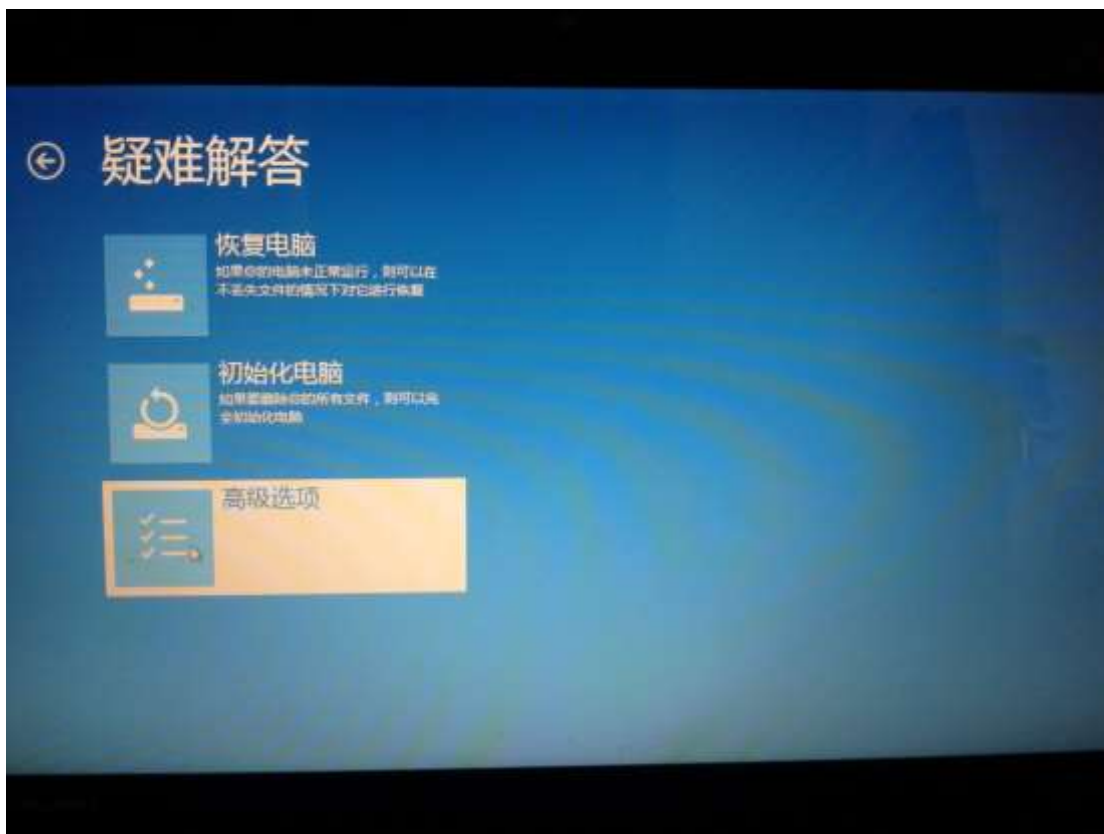 疑难解答
恢复电脑
如果你的电脑未正常运行，则可以在
不丢失文件的情况下对它进行恢复
初始化电脑
如果要删除你的所有文件，则可以完
全初始化电脑
高级选项